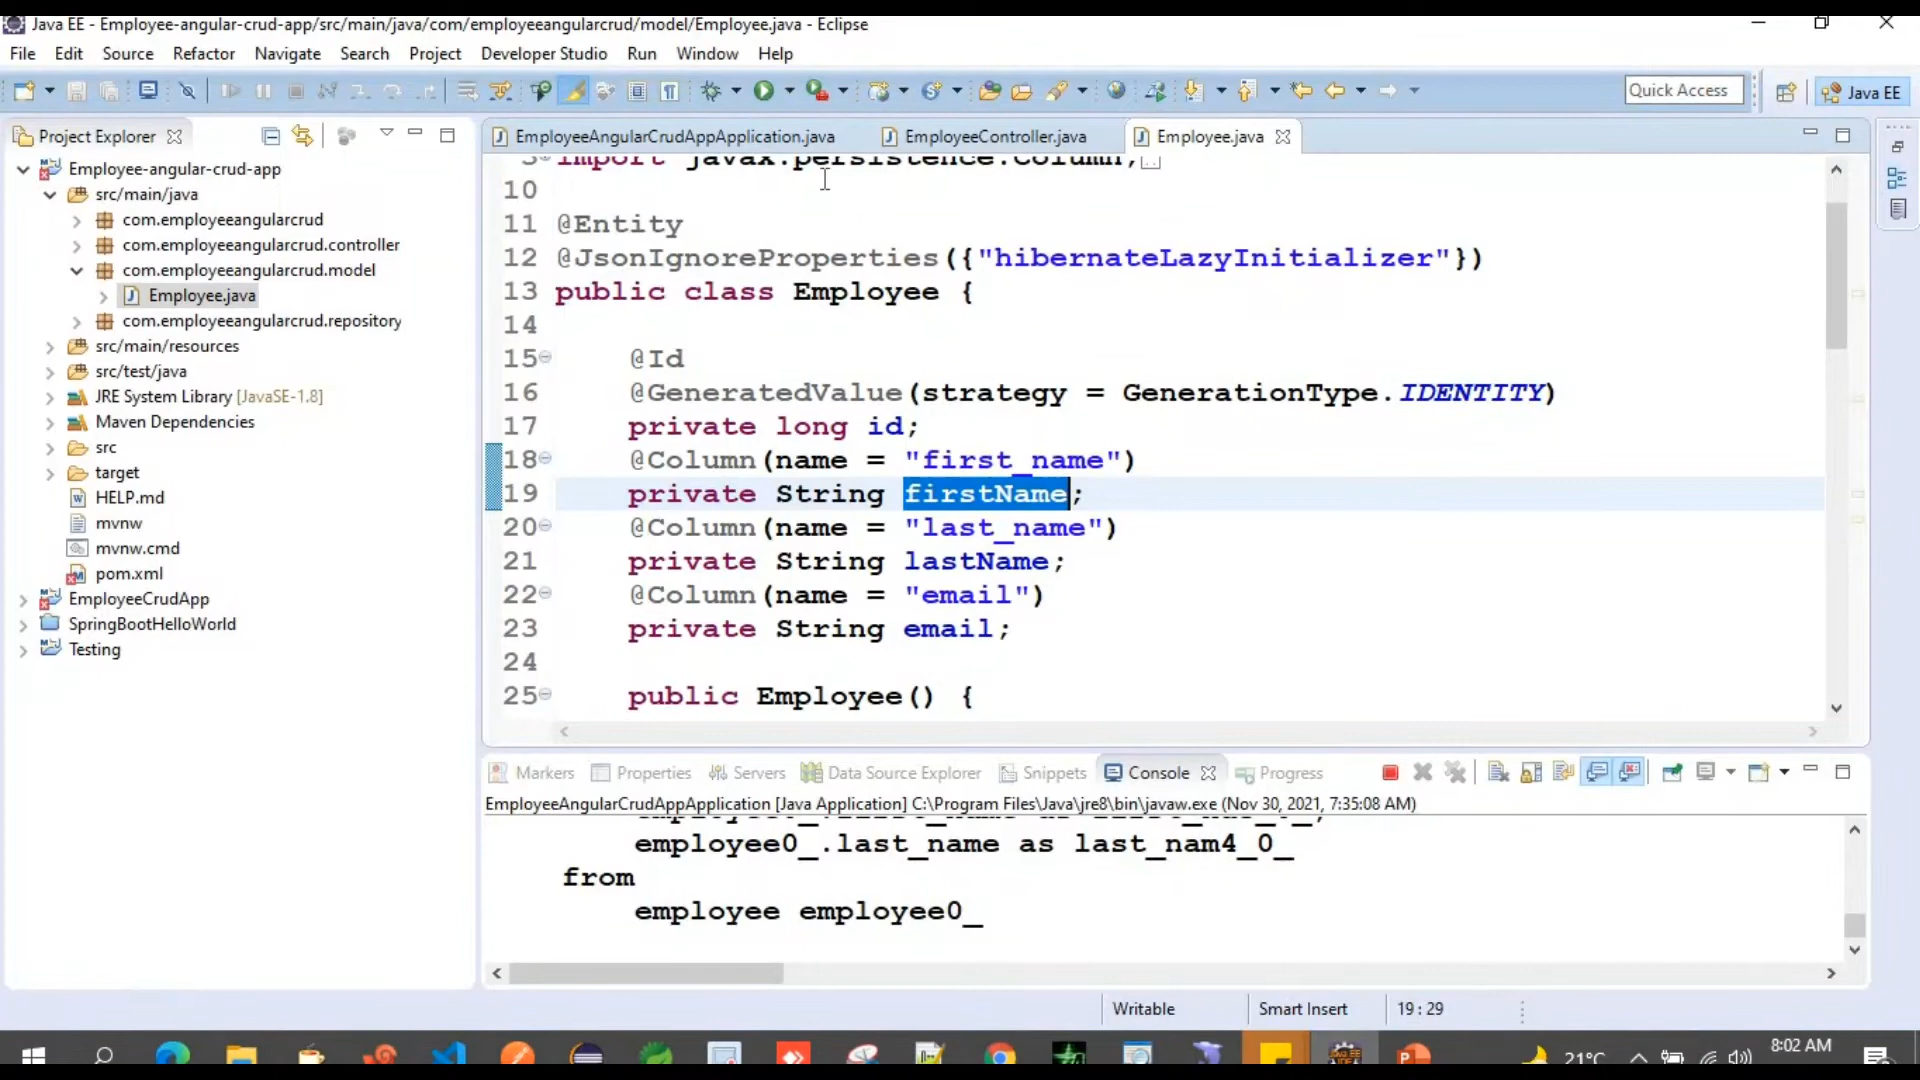 Java EE - Employee-angular-crud-app/src/main/java/com/employeeangularcrud/model/Employee.java - Eclipse
File Edit Source Refactor Navigate Search Project Developer Studio Run Window Help
Quick Access
Java EE
Project Explorer
Employee-angular-crud-app
src/main/java
com.employeeangularcrud
com.employeeangularcrud.controller
com.employeeangularcrud.model
Employee.java
com.employeeangularcrud.repository
src/main/resources
src/test/java
JRE System Library [JavaSE-1.8]
Maven Dependencies
src
target
HELP.md
mvnw
mvnw.cmd
pom.xml
EmployeeCrudApp
SpringBootHelloWorld
Testing
EmployeeAngularCrudAppApplication.java EmployeeController.java Employee.java
3 import javax.persistence.Column;
10
11 @Entity
12 @JsonIgnoreProperties({"hibernateLazyInitializer"})
13 public class Employee {
14
15 @Id
16 @GeneratedValue(strategy = GenerationType.IDENTITY)
17 private long id;
18 @Column(name = "first_name")
19 private String firstName;
20 @Column(name = "last_name")
21 private String lastName;
22 @Column(name = "email")
23 private String email;
24
25 public Employee() {
Markers Properties Servers Data Source Explorer Snippets Console Progress
EmployeeAngularCrudAppApplication [Java Application] C:\Program Files\Java\jre8\bin\javaw.exe (Nov 30, 2021, 7:35:08 AM)
employee0_.last_name as last_nam4_0_
from
employee employee0_
Writable Smart Insert 19 : 29
21°C 8:02 AM